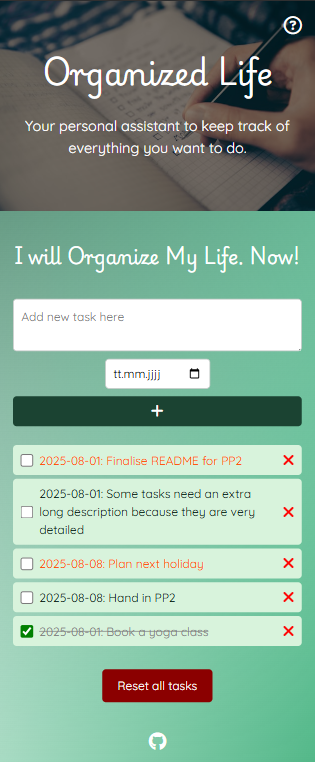 ?
Organized Life
Your personal assistant to keep track of
everything you want to do.
I will Organize My Life. Now!
Add new task here
tt.mm.jjjj
+
2025-08-01: Finalise README for PP2
2025-08-01: Some tasks need an extra
long description because they are very
detailed
2025-08-08: Plan next holiday
2025-08-08: Hand in PP2
2025-08-01: Book a yoga class
Reset all tasks